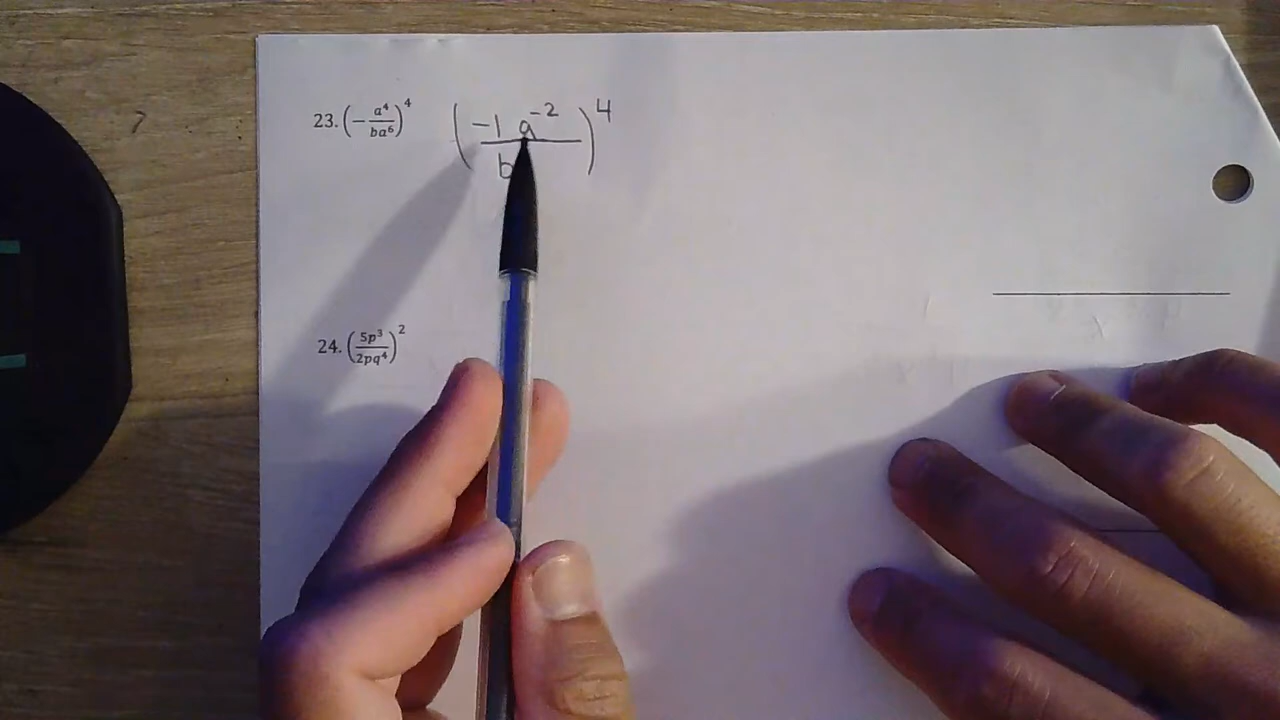 23. (-a⁴/ba⁶)⁴ (-1 a⁻²/b)⁴
24. (5p³/2pq⁴)²